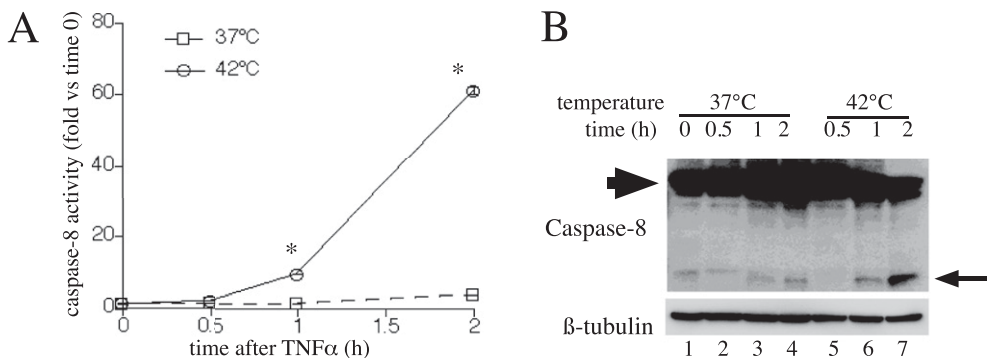 A
caspase-8 activity (fold vs time 0)
80
60
40
20
0
37°C
42°C
*
*
0
0.5
1
1.5
2
time after TNFα (h)
B
temperature 37°C 42°C
time (h) 0 0.5 1 2 0.5 1 2
Caspase-8
ß-tubulin
1 2 3 4 5 6 7